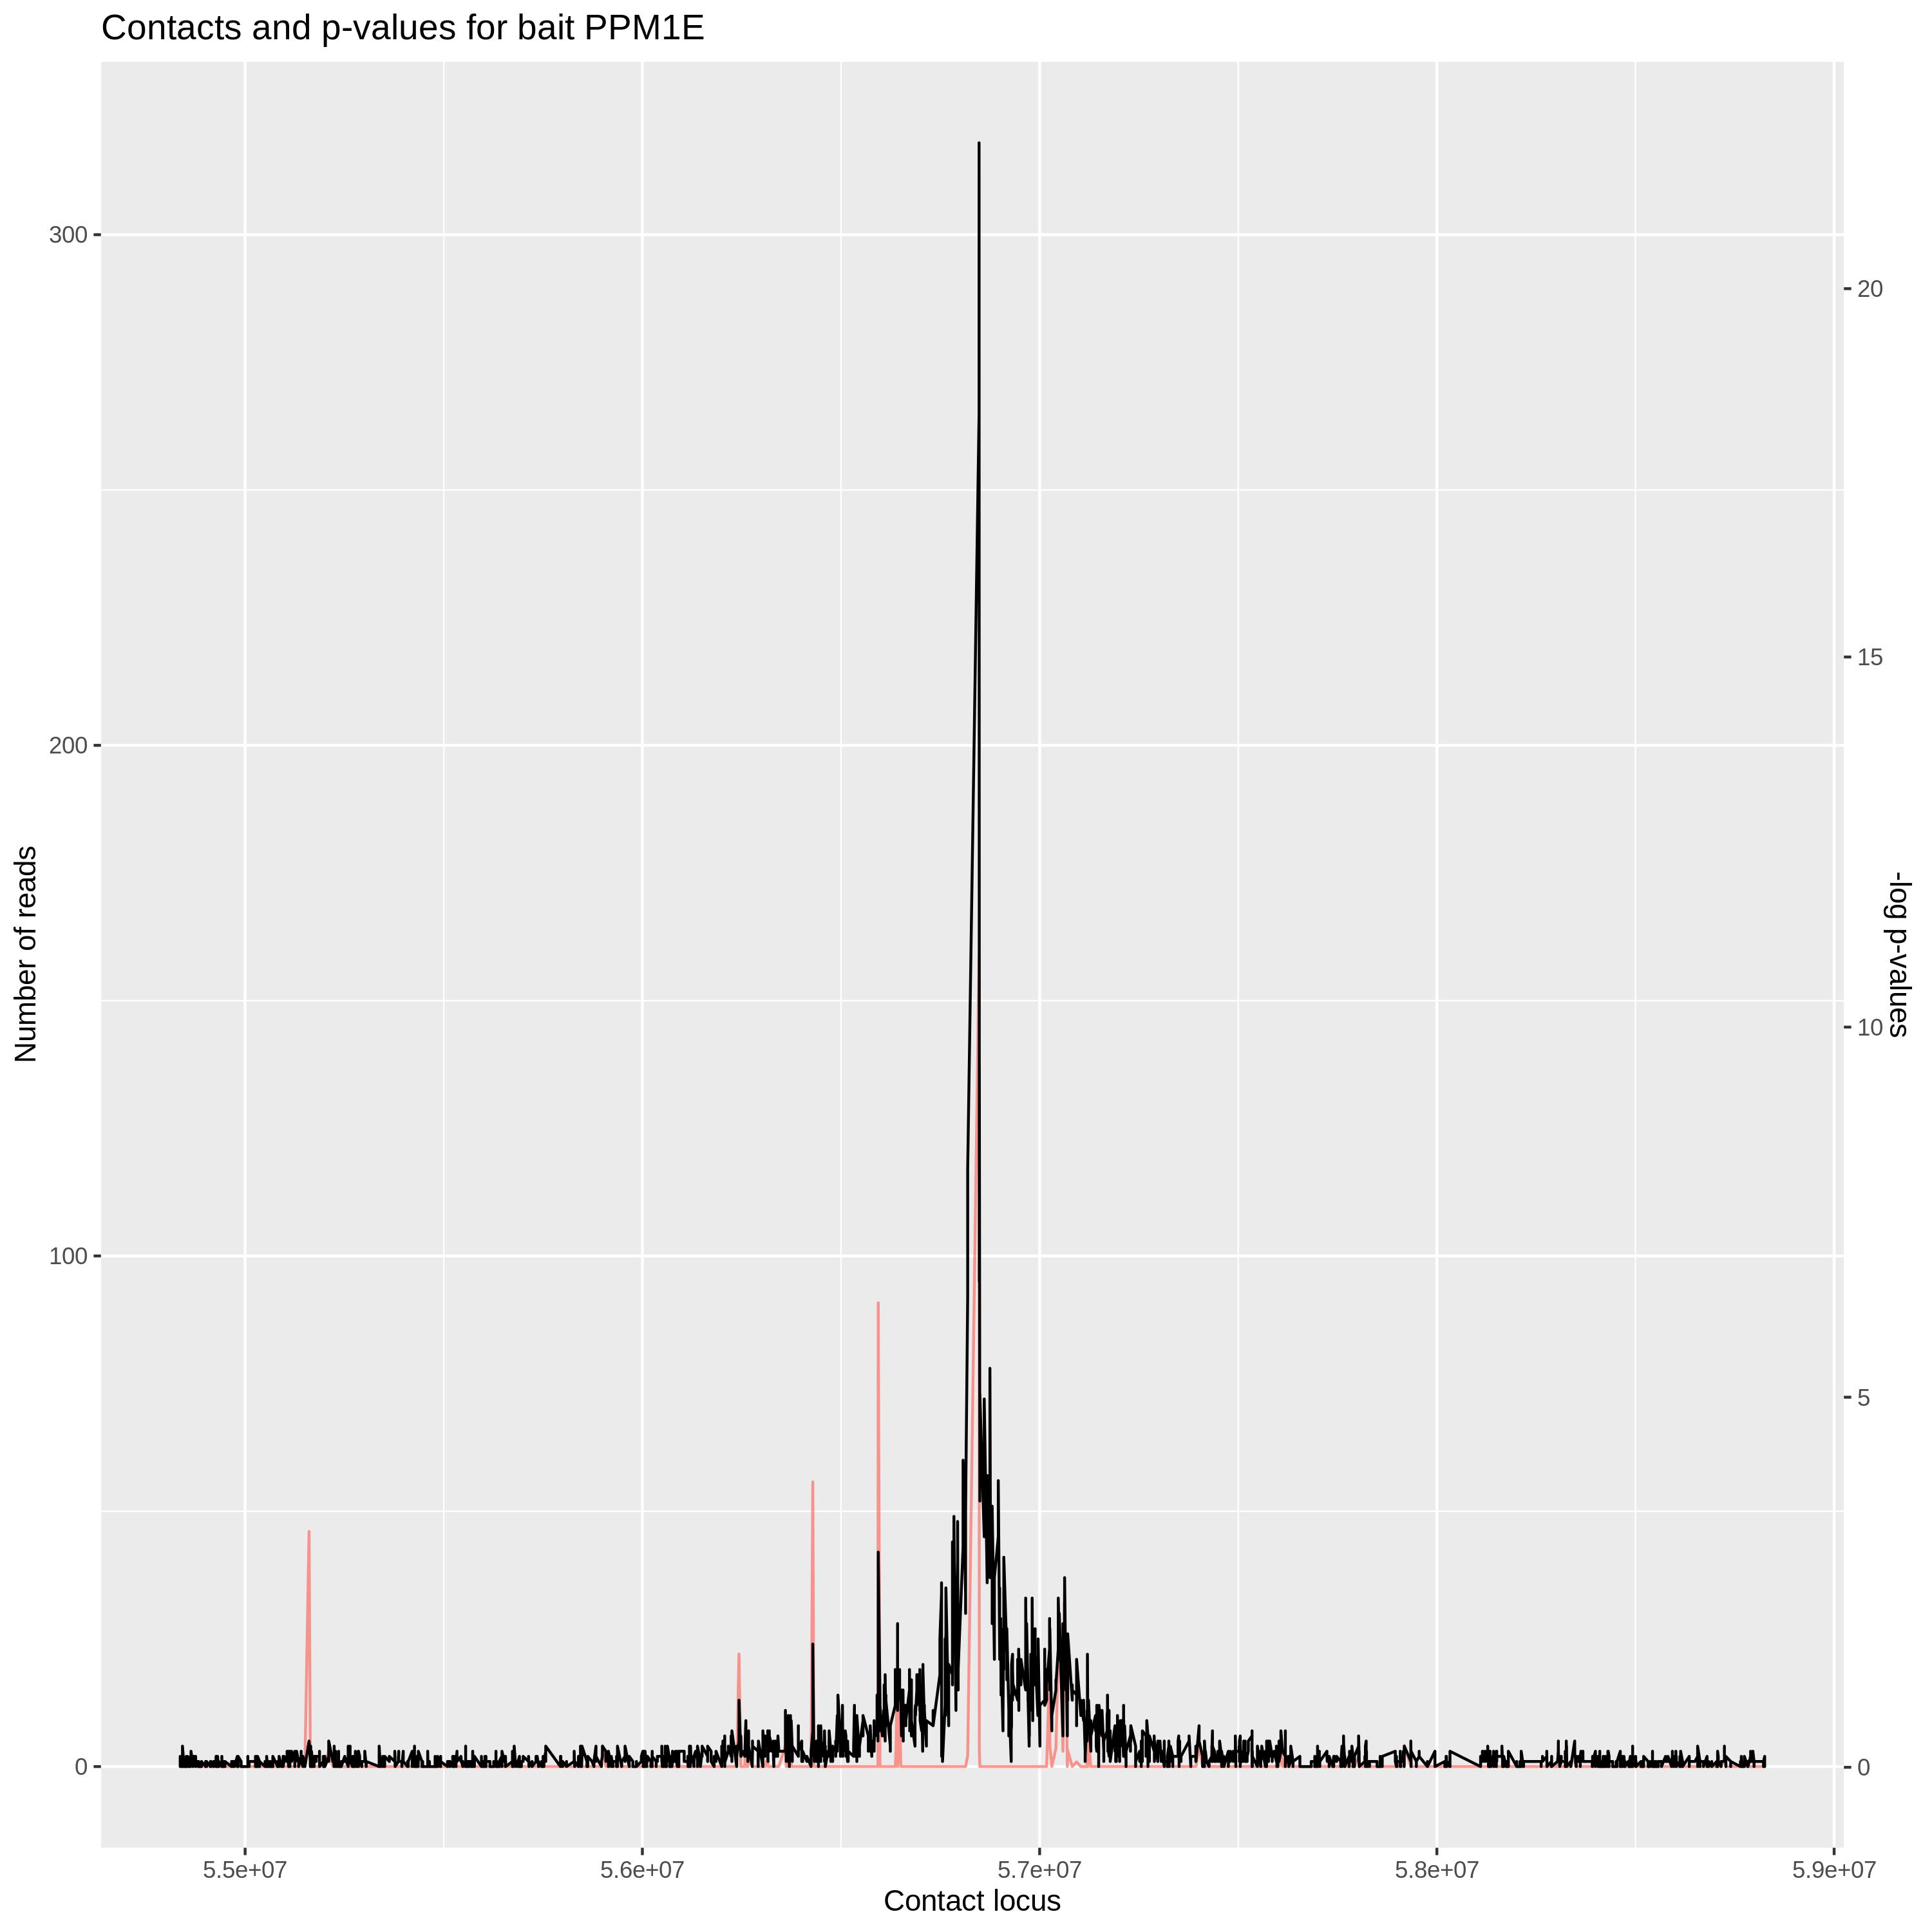 Contacts and p-values for bait PPM1E
300
200
100
0
Number of reads
20
15
10
5
0
-log p-values
5.5e+07
5.6e+07
5.7e+07
5.8e+07
5.9e+07
Contact locus